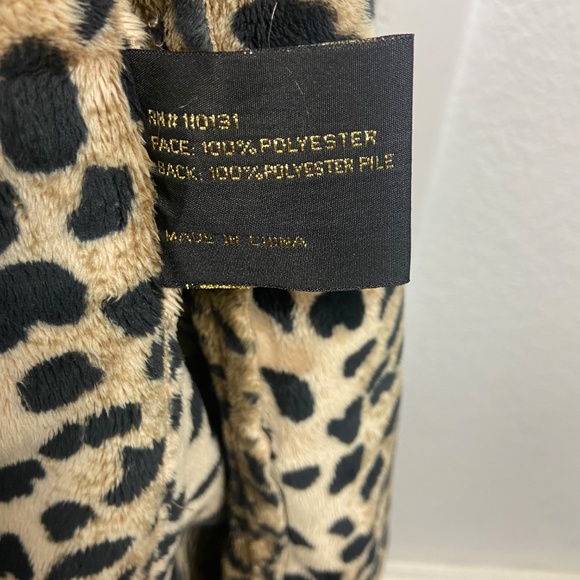 RN# 110131
FACE: 100% POLYESTER
BACK: 100%POLYESTER PILE
MADE IN CHINA